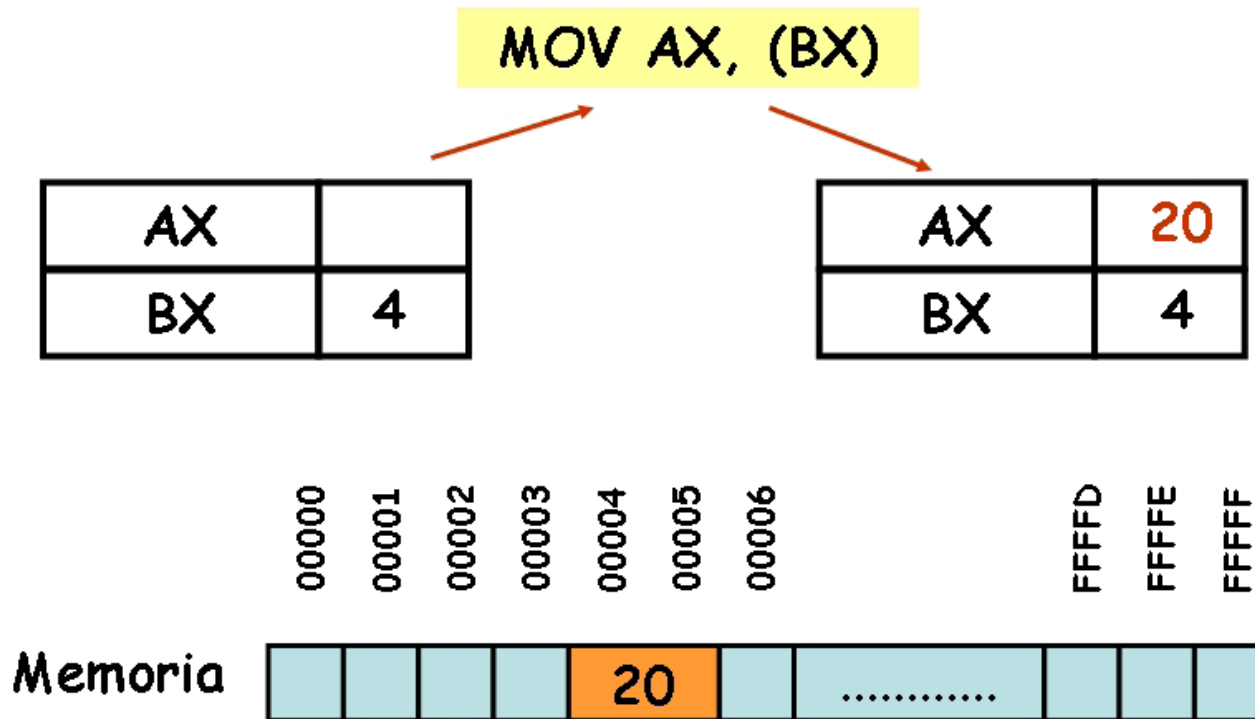 MOV AX, (BX)
AX
BX 4
AX 20
BX 4
00000 00001 00002 00003 00004 00005 00006 FFFFD FFFFE FFFFF
Memoria 20 ............